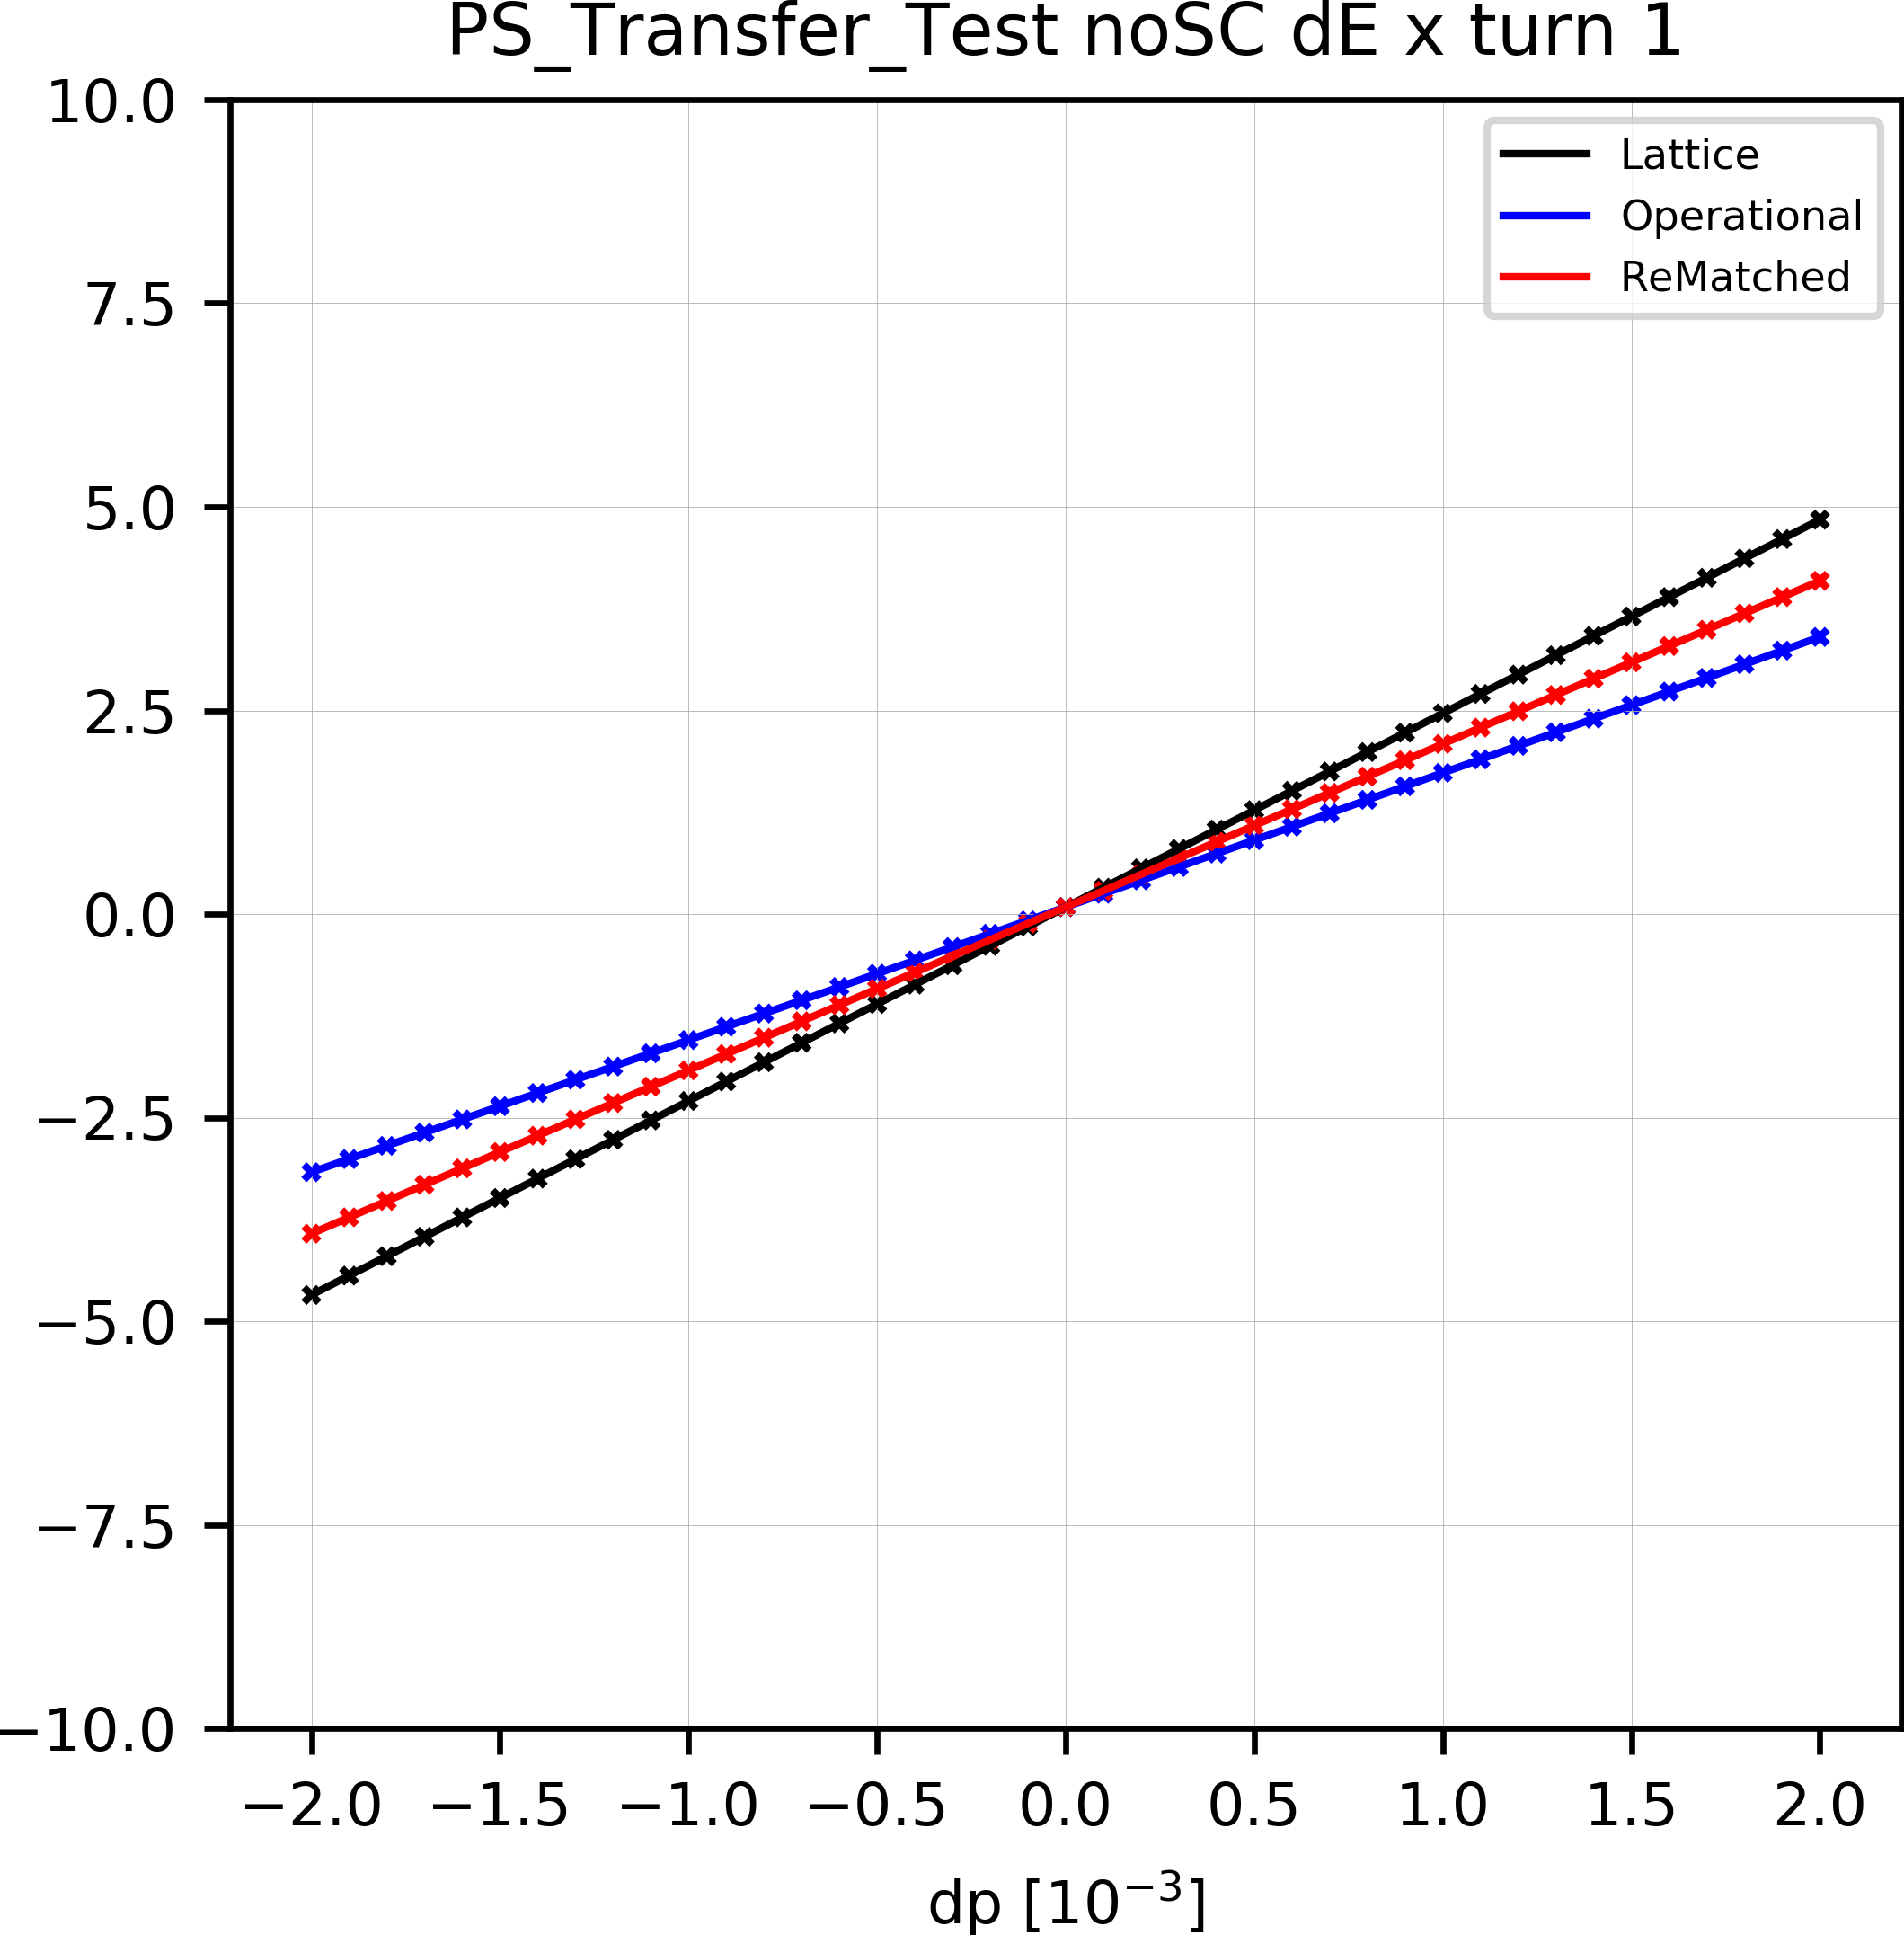 PS_Transfer_Test noSC dE x turn 1
10.0
7.5
5.0
2.5
0.0
−2.5
−5.0
−7.5
−10.0
Lattice
Operational
ReMatched
−2.0 −1.5 −1.0 −0.5 0.0 0.5 1.0 1.5 2.0
dp [10⁻³]